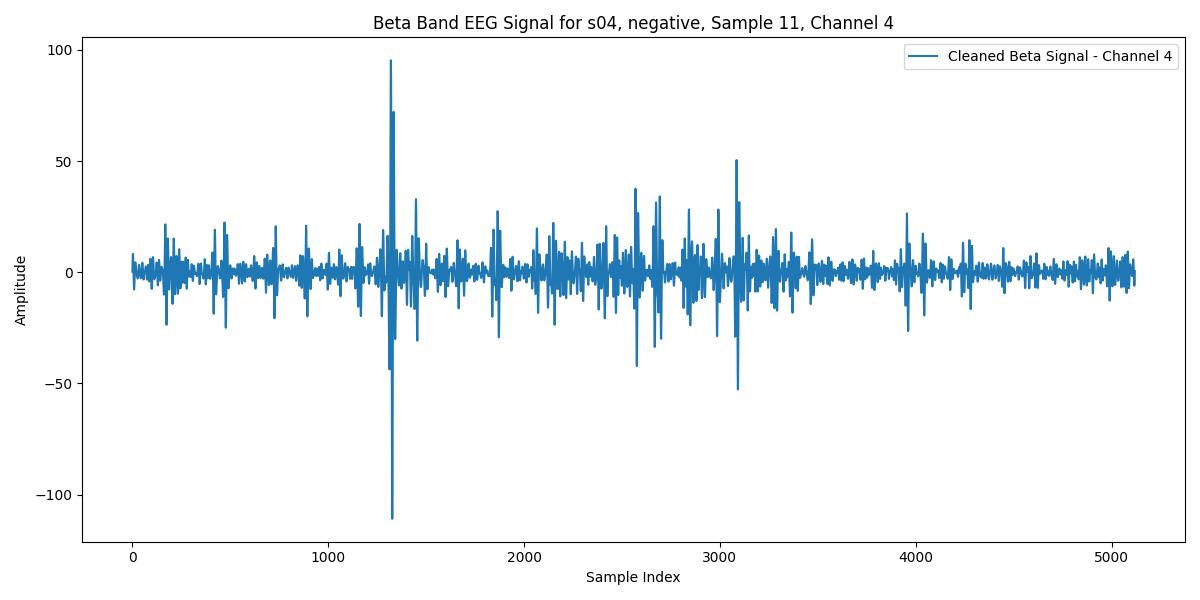 Beta Band EEG Signal for s04, negative, Sample 11, Channel 4
Cleaned Beta Signal - Channel 4
100
50
0
−50
−100
Amplitude
0 1000 2000 3000 4000 5000
Sample Index